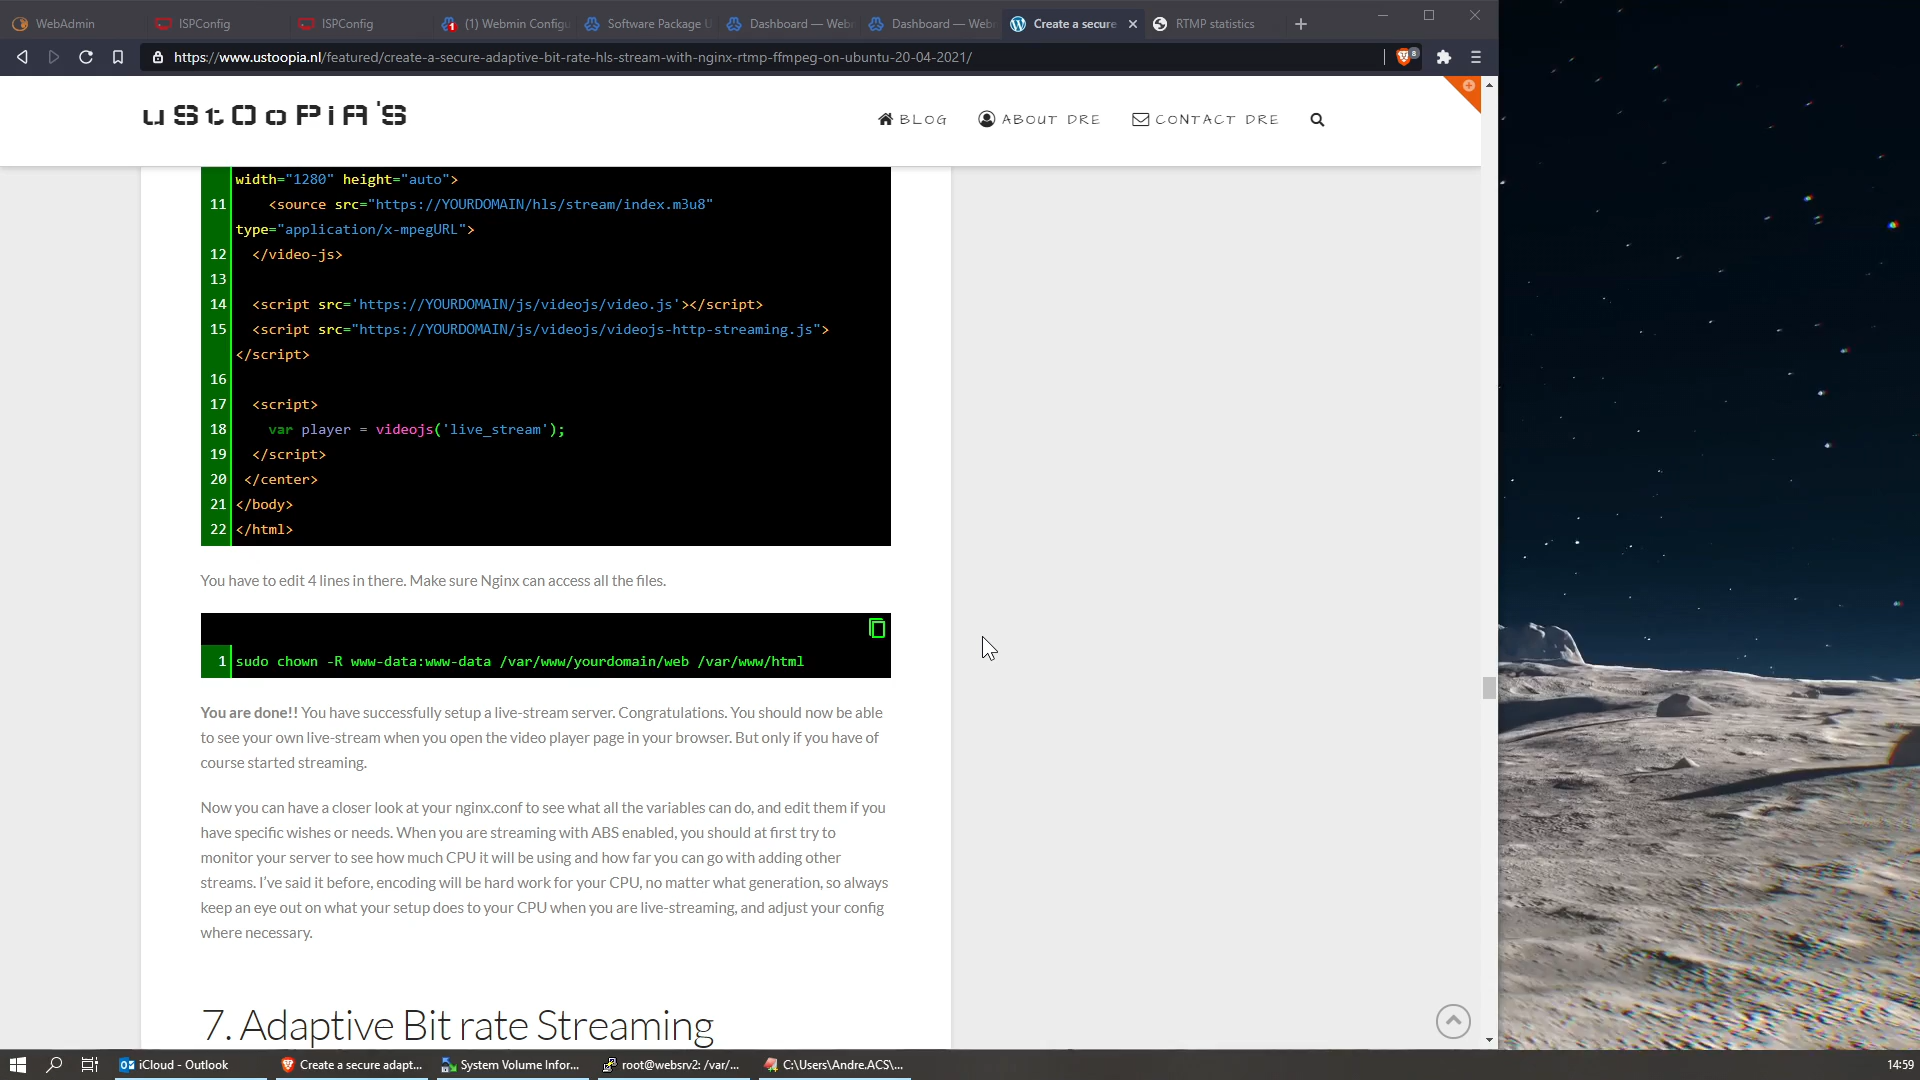 WebAdmin
ISPConfig
ISPConfig
(1) Webmin Configu
Software Package U
Dashboard — Webr
Dashboard — Webr
Create a secure
RTMP statistics
https://www.ustoopia.nl/featured/create-a-secure-adaptive-bit-rate-hls-stream-with-nginx-rtmp-ffmpeg-on-ubuntu-20-04-2021/
8
uStOoPiA'S
BLOG
ABOUT DRE
CONTACT DRE
width="1280" height="auto">
11 <source src="https://YOURDOMAIN/hls/stream/index.m3u8"
type="application/x-mpegURL">
12 </video-js>
13
14 <script src='https://YOURDOMAIN/js/videojs/video.js'></script>
15 <script src="https://YOURDOMAIN/js/videojs/videojs-http-streaming.js">
</script>
16
17 <script>
18 var player = videojs('live_stream');
19 </script>
20 </center>
21 </body>
22 </html>
You have to edit 4 lines in there. Make sure Nginx can access all the files.
1 sudo chown -R www-data:www-data /var/www/yourdomain/web /var/www/html
You are done!! You have successfully setup a live-stream server. Congratulations. You should now be able
to see your own live-stream when you open the video player page in your browser. But only if you have of
course started streaming.
Now you can have a closer look at your nginx.conf to see what all the variables can do, and edit them if you
have specific wishes or needs. When you are streaming with ABS enabled, you should at first try to
monitor your server to see how much CPU it will be using and how far you can go with adding other
streams. I've said it before, encoding will be hard work for your CPU, no matter what generation, so always
keep an eye out on what your setup does to your CPU when you are live-streaming, and adjust your config
where necessary.
7. Adaptive Bit rate Streaming
iCloud - Outlook
Create a secure adapt...
System Volume Infor...
root@websrv2: /var/...
C:\Users\Andre.ACS\...
14:59